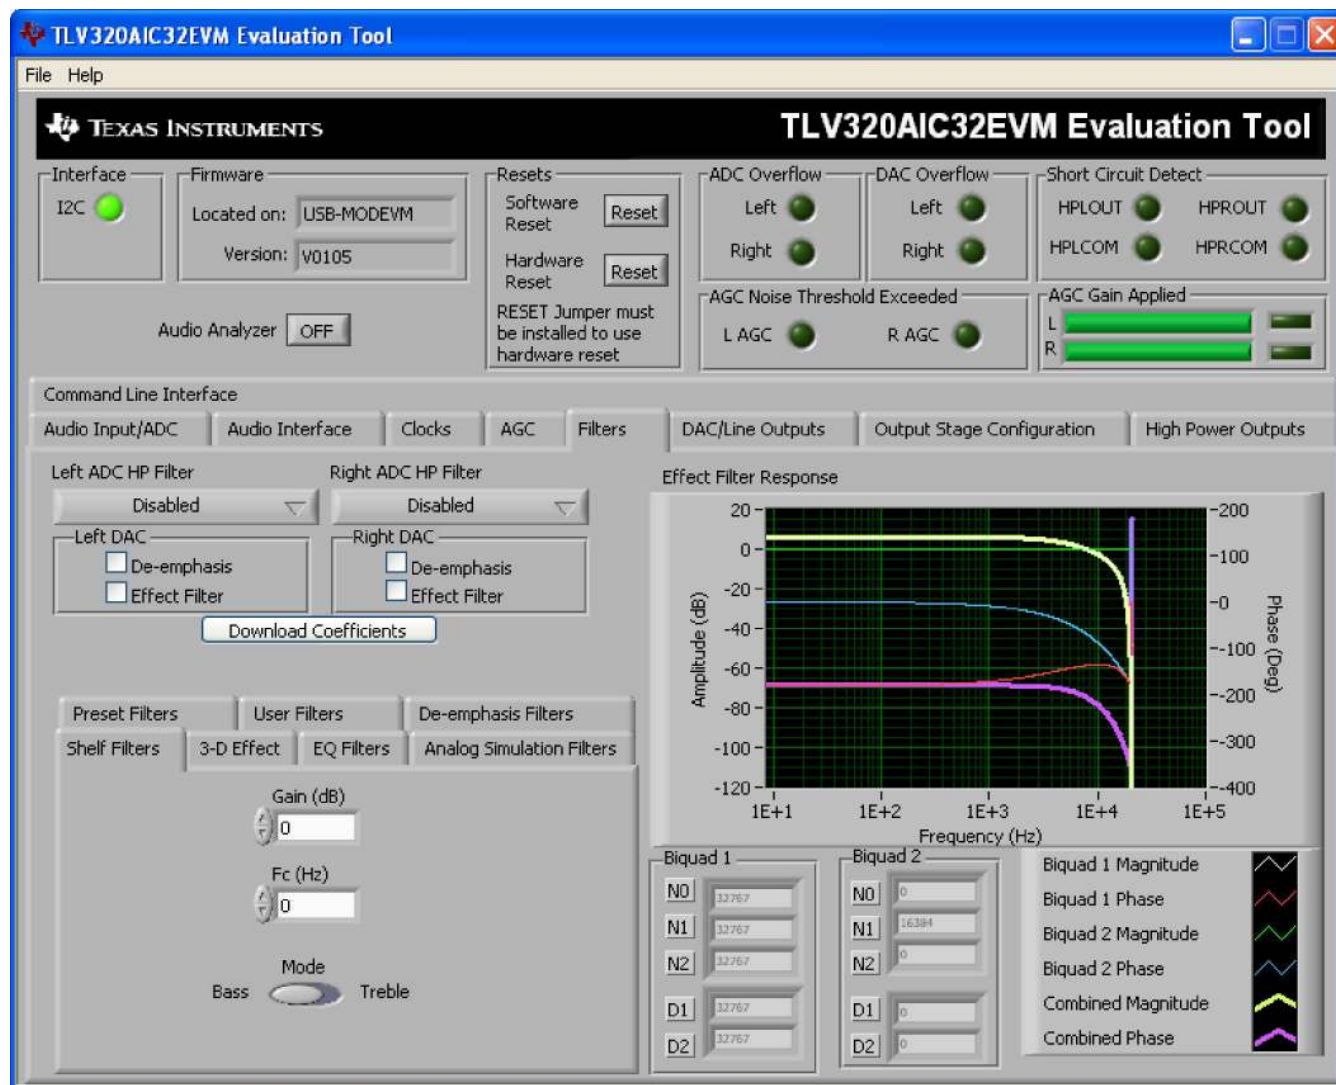 TLV320AIC32EVM Evaluation Tool
File Help
TEXAS INSTRUMENTS
TLV320AIC32EVM Evaluation Tool
Interface
I2C
Firmware
Located on: USB-MODEVM
Version: V0105
Audio Analyzer OFF
Resets
Software
Reset
Reset
Hardware
Reset
Reset
RESET Jumper must
be installed to use
hardware reset
ADC Overflow
Left
Right
DAC Overflow
Left
Right
Short Circuit Detect
HPLOUT HPROUT
HPLCOM HPRCOM
AGC Noise Threshold Exceeded
L AGC R AGC
AGC Gain Applied
L
R
Command Line Interface
Audio Input/ADC Audio Interface Clocks AGC Filters DAC/Line Outputs Output Stage Configuration High Power Outputs
Left ADC HP Filter Right ADC HP Filter
Disabled Disabled
Left DAC
De-emphasis
Effect Filter
Right DAC
De-emphasis
Effect Filter
Download Coefficients
Preset Filters User Filters De-emphasis Filters
Shelf Filters 3-D Effect EQ Filters Analog Simulation Filters
Gain (dB)
0
Fc (Hz)
0
Mode
Bass Treble
Effect Filter Response
Amplitude (dB)
20
0
-20
-40
-60
-80
-100
-120
-200
-100
-0
--100
-200
--300
--400
Phase (Deg)
1E+1 1E+2 1E+3 1E+4 1E+5
Frequency (Hz)
Biquad 1
N0 32767
N1 32767
N2 32767
D1 32767
D2 32767
Biquad 2
N0 0
N1 16384
N2 0
D1 0
D2 0
Biquad 1 Magnitude
Biquad 1 Phase
Biquad 2 Magnitude
Biquad 2 Phase
Combined Magnitude
Combined Phase